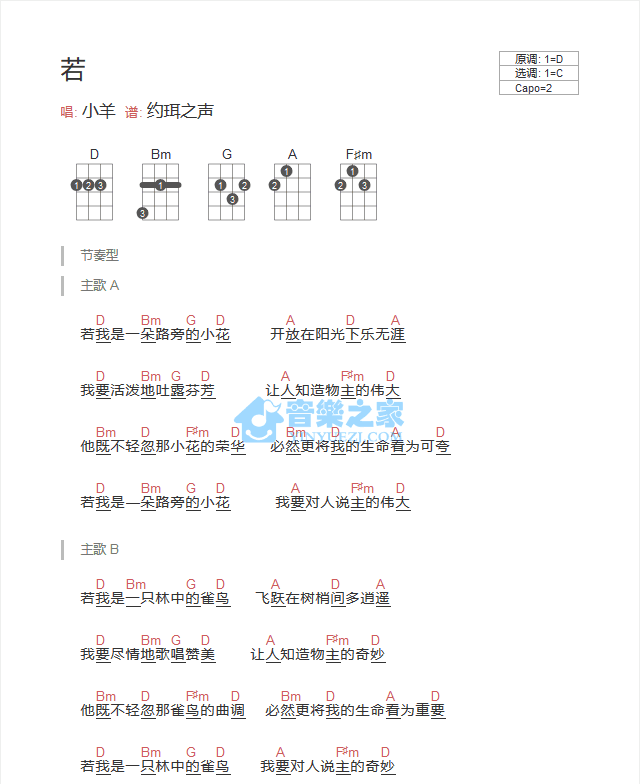 若
原调: 1=D
选调: 1=C
Capo=2
唱: 小羊 谱: 约珥之声
D Bm G A F♯m
1 2 3 1 3 1 2 3 1 2 1 2 3
节奏型
主歌 A
D Bm G D A D A
若我是一朵路旁的小花 开放在阳光下乐无涯
D Bm G D A F♯m D
我要活泼地吐露芬芳 让人知造物主的伟大
音樂之家
YINYUEZJ.COM
Bm D F♯m D Bm D A D
他既不轻忽那小花的荣华 必然更将我的生命看为可夸
D Bm G D A F♯m D
若我是一朵路旁的小花 我要对人说主的伟大
主歌 B
D Bm G D A D A
若我是一只林中的雀鸟 飞跃在树梢间多逍遥
D Bm G D A F♯m D
我要尽情地歌唱赞美 让人知造物主的奇妙
Bm D F♯m D Bm D A D
他既不轻忽那雀鸟的曲调 必然更将我的生命看为重要
D Bm G D A F♯m D
若我是一只林中的雀鸟 我要对人说主的奇妙